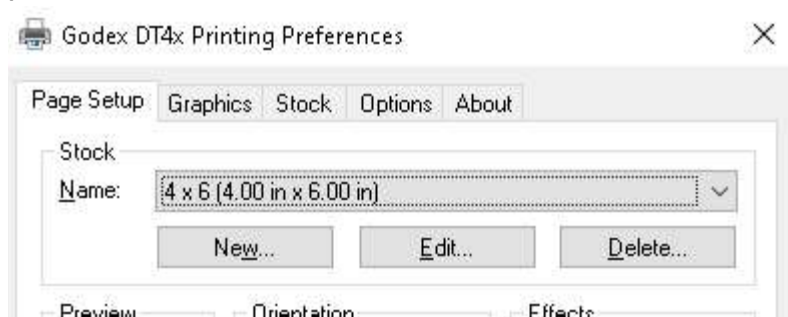 Godex DT4x Printing Preferences
Page Setup Graphics Stock Options About
Stock
Name: 4 x 6 (4.00 in x 6.00 in)
New... Edit... Delete...
Preview Orientation Effects